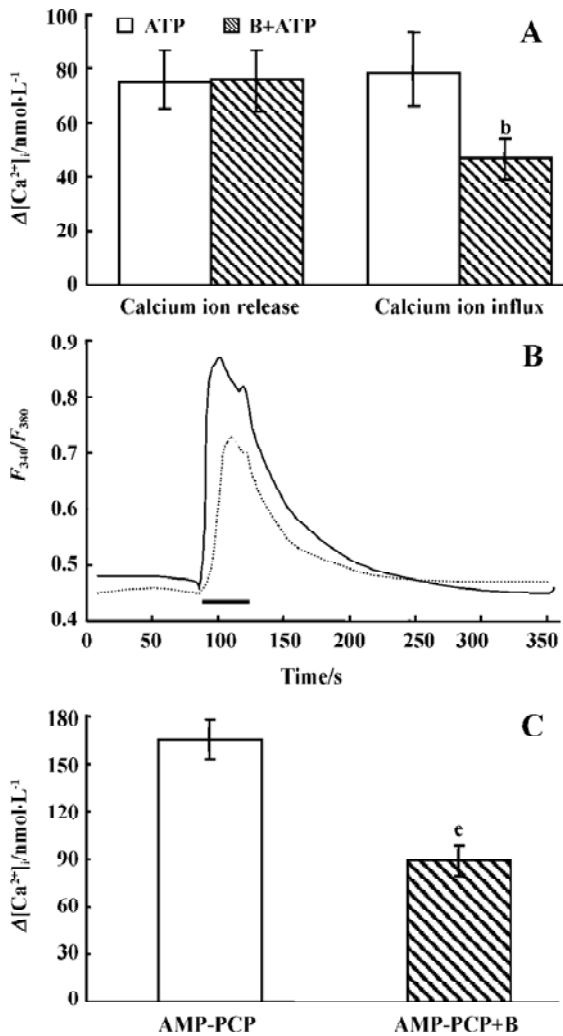 ATP B+ATP A
Δ[Ca²⁺]ᵢ/nmol·L⁻¹
100
80
60
40
20
0
b
Calcium ion release Calcium ion influx
B
F₃₄₀/F₃₈₀
0.9
0.8
0.7
0.6
0.5
0.4
0 50 100 150 200 250 300 350
Time/s
C
Δ[Ca²⁺]ᵢ/nmol·L⁻¹
180
150
120
90
60
30
0
e
AMP-PCP AMP-PCP+B